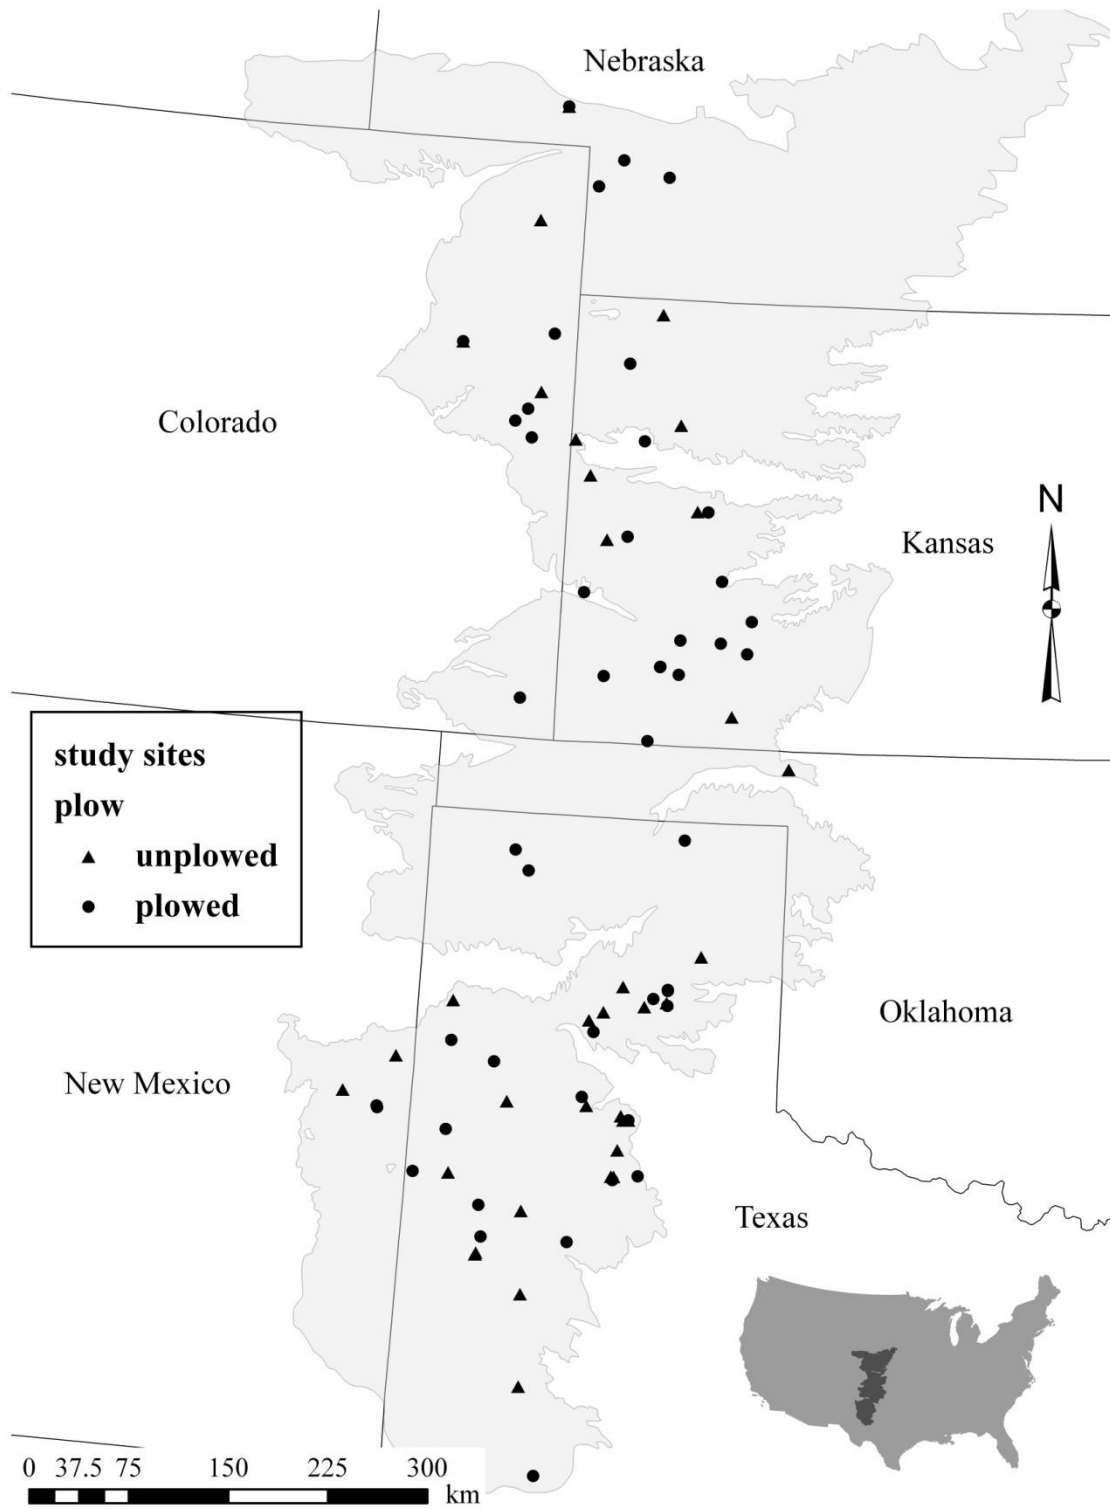 Nebraska
Colorado
N
Kansas
study sites
plow
unplowed
plowed
Oklahoma
New Mexico
Texas
0 37.5 75 150 225 300
km